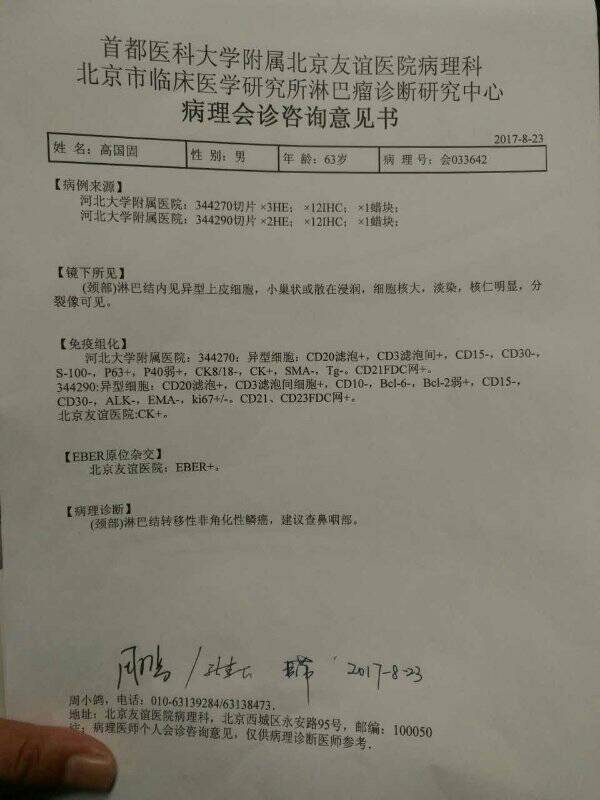 首都医科大学附属北京友谊医院病理科
北京市临床医学研究所淋巴瘤诊断研究中心
病理会诊咨询意见书
2017-8-23
姓 名：高国固 性 别：男 年 龄：63岁 病 理 号：会033642
【病例来源】
河北大学附属医院：344270切片 ×3HE； ×12IHC； ×1蜡块；
河北大学附属医院：344290切片 ×2HE； ×12IHC； ×1蜡块；
【镜下所见】
(颈部)淋巴结内见异型上皮细胞，小巢状或散在浸润，细胞核大，淡染，核仁明显，分
裂像可见。
【免疫组化】
河北大学附属医院：344270：异型细胞：CD20滤泡+，CD3滤泡间+，CD15-，CD30-，
S-100-，P63+，P40弱+，CK8/18-，CK+，SMA-，Tg-。CD21FDC网+。
344290:异型细胞：CD20滤泡+，CD3滤泡间细胞+，CD10-，Bcl-6-，Bcl-2弱+，CD15-，
CD30-，ALK-，EMA-，ki67+/-。CD21、CD23FDC网+。
北京友谊医院:CK+。
【EBER原位杂交】
北京友谊医院：EBER+。
【病理诊断】
(颈部)淋巴结转移性非角化性鳞癌，建议查鼻咽部。
2017-8-23
周小鸽，电话：010-63139284/63138473.
地址：北京友谊医院病理科，北京西城区永安路95号，邮编：100050
注：病理医师个人会诊咨询意见，仅供病理诊断医师参考.